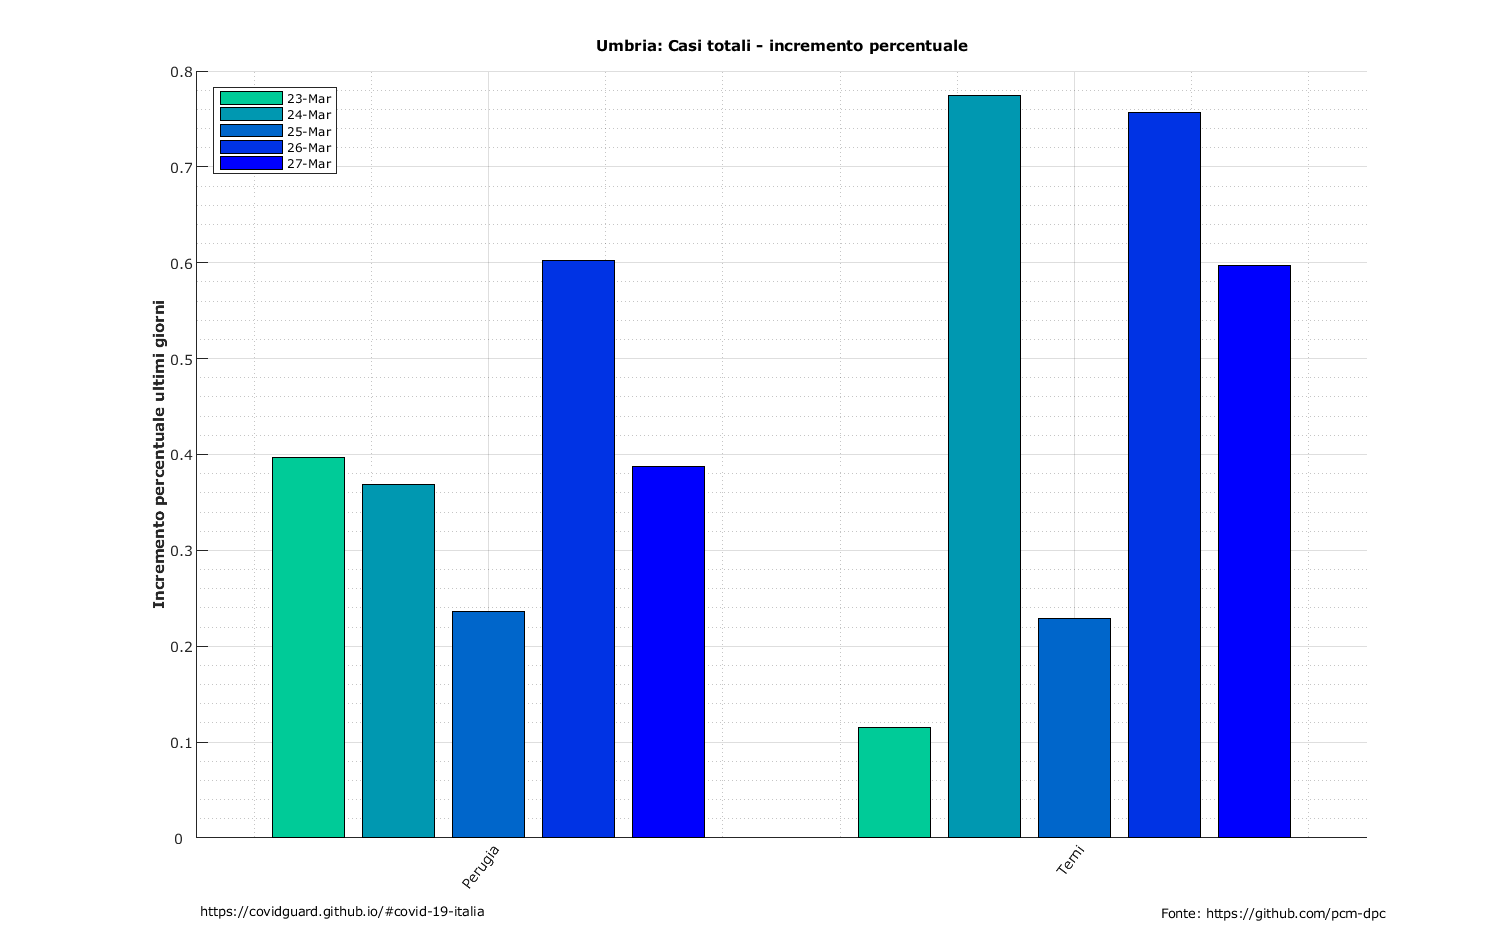 Umbria: Casi totali - incremento percentuale
Incremento percentuale ultimi giorni
0.8
0.7
0.6
0.5
0.4
0.3
0.2
0.1
0
23-Mar
24-Mar
25-Mar
26-Mar
27-Mar
Perugia
Terni
https://covidguard.github.io/#covid-19-italia
Fonte: https://github.com/pcm-dpc